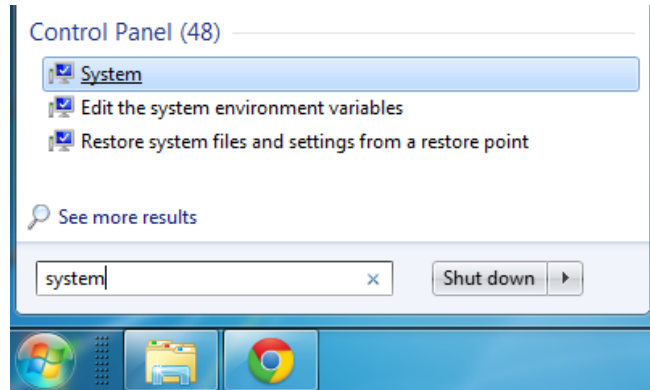 Control Panel (48)
System
Edit the system environment variables
Restore system files and settings from a restore point
See more results
system
Shut down